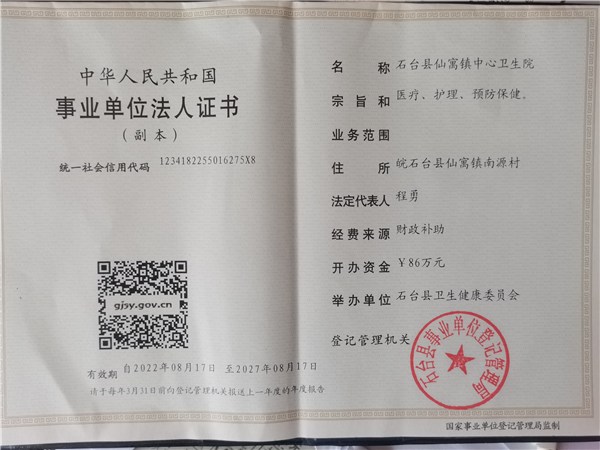 中华人民共和国
事业单位法人证书
（副本）
统一社会信用代码 1234182255016275X8
gjsy.gov.cn
有效期 自2022年08月17日 至2027年08月17日
请于每年3月31日前向登记管理机关报送上一年度的年度报告
名称 石台县仙寓镇中心卫生院
宗旨和 医疗、护理、预防保健。
业务范围
住所 皖石台县仙寓镇南源村
法定代表人 程勇
经费来源 财政补助
开办资金 ￥86万元
举办单位 石台县卫生健康委员会
登记管理机关
石台县事业单位登记管理局
国家事业单位登记管理局监制